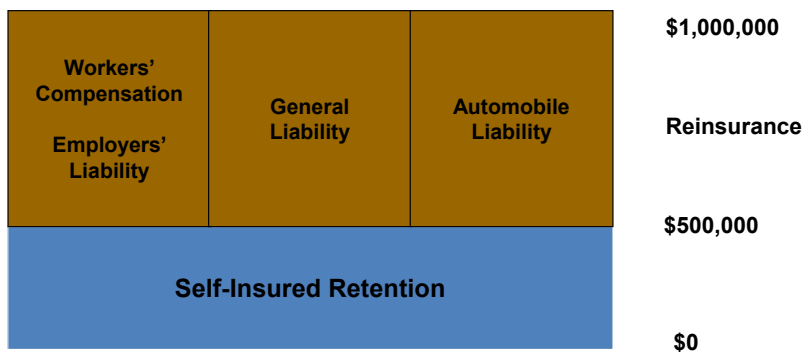 Workers’
Compensation
Employers’
Liability
General
Liability
Automobile
Liability
$1,000,000
Reinsurance
$500,000
Self-Insured Retention
$0